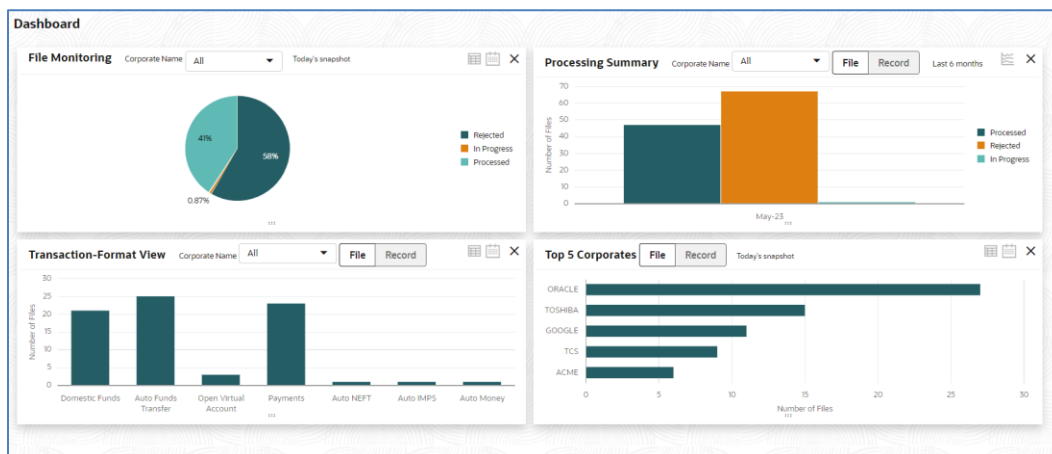 Dashboard
File Monitoring Corporate Name All Today's snapshot
41%
58%
0.87%
Rejected
In Progress
Processed
Processing Summary Corporate Name All File Record Last 6 months
Number of Files
70
60
50
40
30
20
10
0
May-23
Processed
Rejected
In Progress
Transaction-Format View Corporate Name All File Record
Number of Files
30
25
20
15
10
5
0
Domestic Funds
Auto Funds
Transfer
Open Virtual
Account
Payments
Auto NEFT
Auto IMPS
Auto Money
Top 5 Corporates File Record Today's snapshot
ORACLE
TOSHIBA
GOOGLE
TCS
ACME
0 5 10 15 20 25 30
Number of Files